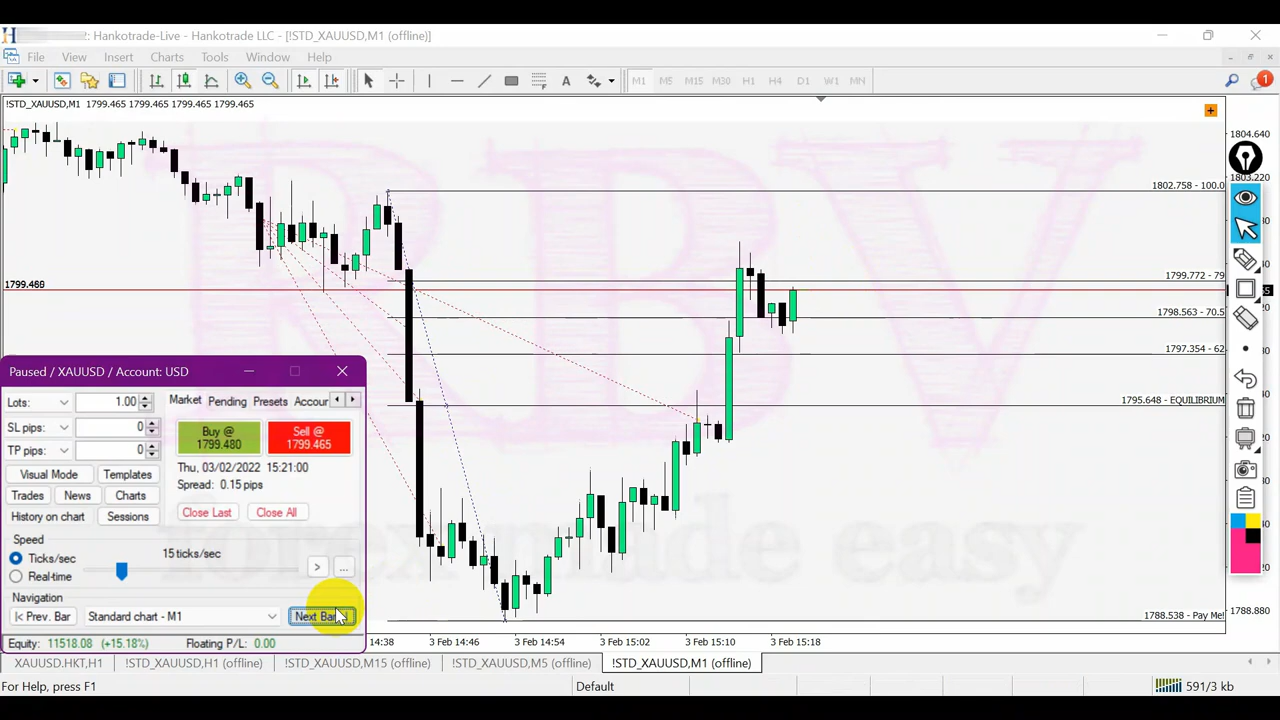 : Hankotrade-Live - Hankotrade LLC - [!STD_XAUUSD,M1 (offline)]
File View Insert Charts Tools Window Help
M1 M5 M15 M30 H1 H4 D1 W1 MN
1
!STD_XAUUSD,M1 1799.465 1799.465 1799.465 1799.465
RBV
forex made easy
1804.640
1802.758 - 100.0
1803.220
1799.772 - 79
1798.563 - 70.5
1797.354 - 62
1795.648 - EQUILIBRIUM
1788.538 - Pay Me!
1788.880
Paused / XAUUSD / Account: USD
Lots: 1.00 Market Pending Presets Accour
SL pips: 0
TP pips: 0
Buy @
1799.480
Sell @
1799.465
Visual Mode Templates
Thu, 03/02/2022 15:21:00
Trades News Charts
Spread: 0.15 pips
History on chart Sessions
Close Last Close All
Speed
Ticks/sec
15 ticks/sec
Real-time
> ...
Navigation
|< Prev. Bar Standard chart - M1 Next Bar
Equity: 11518.08 (+15.18%) Floating P/L: 0.00
14:38 3 Feb 14:46 3 Feb 14:54 3 Feb 15:02 3 Feb 15:10 3 Feb 15:18
XAUUSD.HKT,H1 !STD_XAUUSD,H1 (offline) !STD_XAUUSD,M15 (offline) !STD_XAUUSD,M5 (offline) !STD_XAUUSD,M1 (offline)
For Help, press F1 Default 591/3 kb